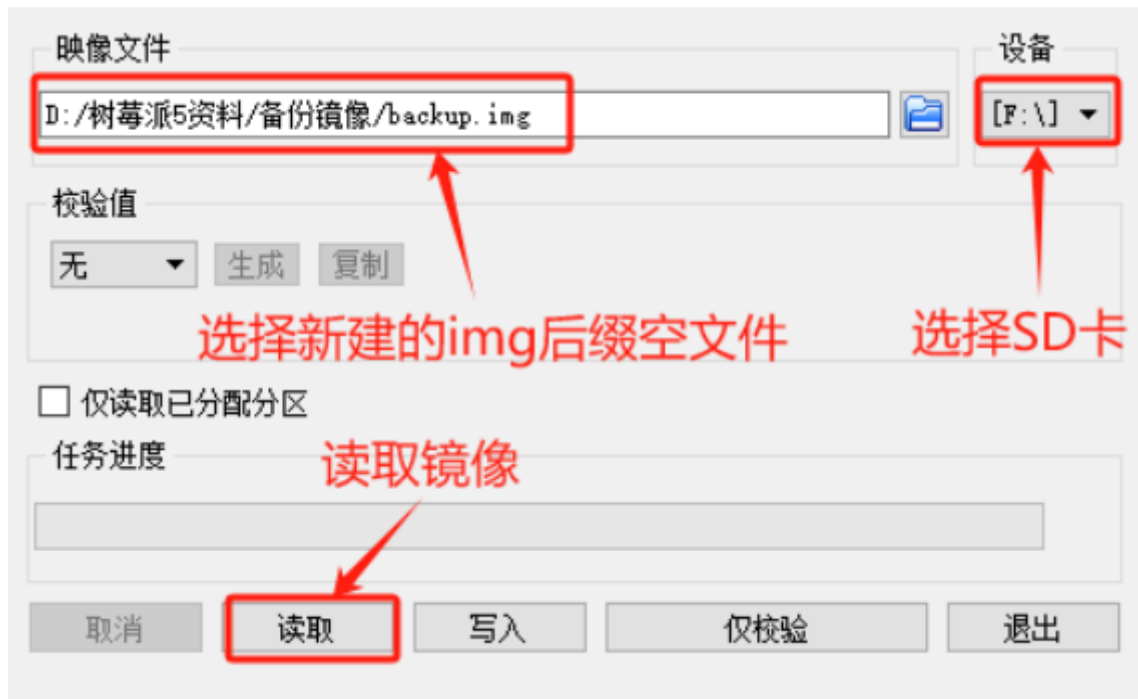 映像文件
设备
D:/树莓派5资料/备份镜像/backup.img
[F:\]
校验值
无
生成
复制
选择新建的img后缀空文件
选择SD卡
仅读取已分配分区
任务进度
读取镜像
取消
读取
写入
仅校验
退出